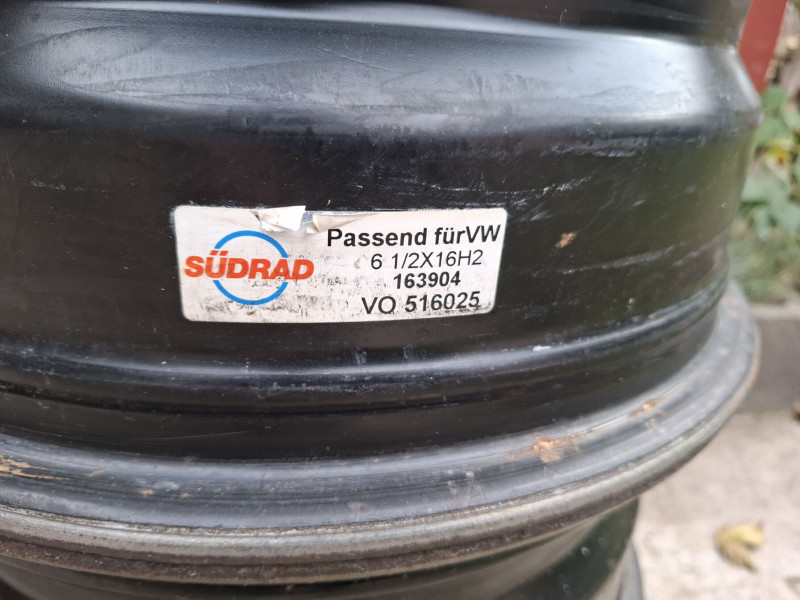 SÜDRAD
Passend fürVW
6 1/2X16H2
163904
VO 516025